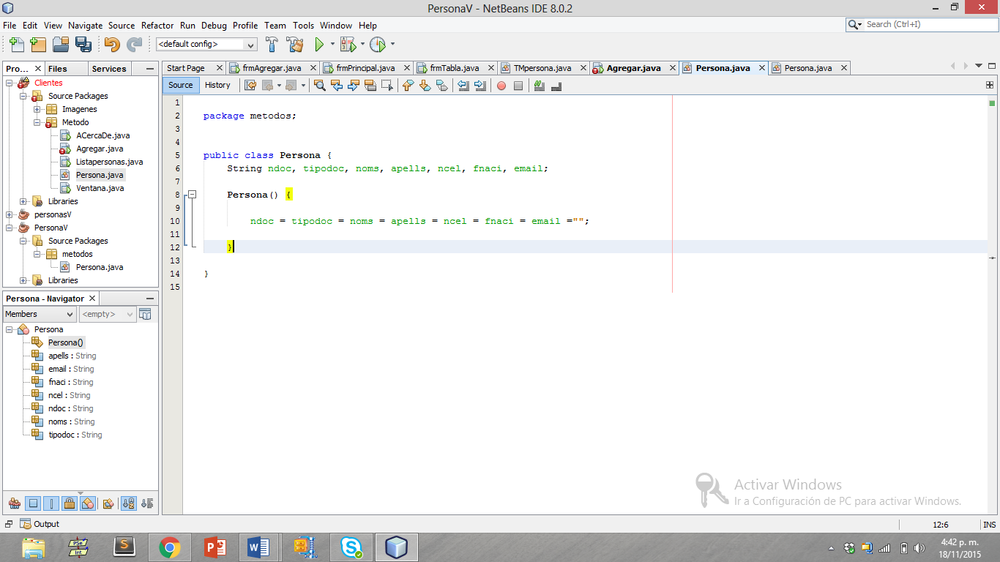 PersonaV - NetBeans IDE 8.0.2
File Edit View Navigate Source Refactor Run Debug Profile Team Tools Window Help
Search (Ctrl+I)
<default config>
Pro... Files Services
Clientes
Source Packages
Imagenes
Metodo
ACercaDe.java
Agregar.java
Listapersonas.java
Persona.java
Ventana.java
Libraries
personasV
PersonaV
Source Packages
metodos
Persona.java
Libraries
Persona - Navigator
Members <empty>
Persona
Persona()
apells : String
email : String
fnaci : String
ncel : String
ndoc : String
noms : String
tipodoc : String
Start Page frmAgregar.java frmPrincipal.java frmTabla.java TMpersona.java Agregar.java Persona.java Persona.java
Source History
1
2 package metodos;
3
4
5 public class Persona {
6 String ndoc, tipodoc, noms, apells, ncel, fnaci, email;
7
8 Persona() {
9
10 ndoc = tipodoc = noms = apells = ncel = fnaci = email ="";
11
12 }
13
14 }
15
Activar Windows
Ir a Configuración de PC para activar Windows.
Output
12:6 INS
PSe
Int
S
P
W
S
4:42 p. m.
18/11/2015